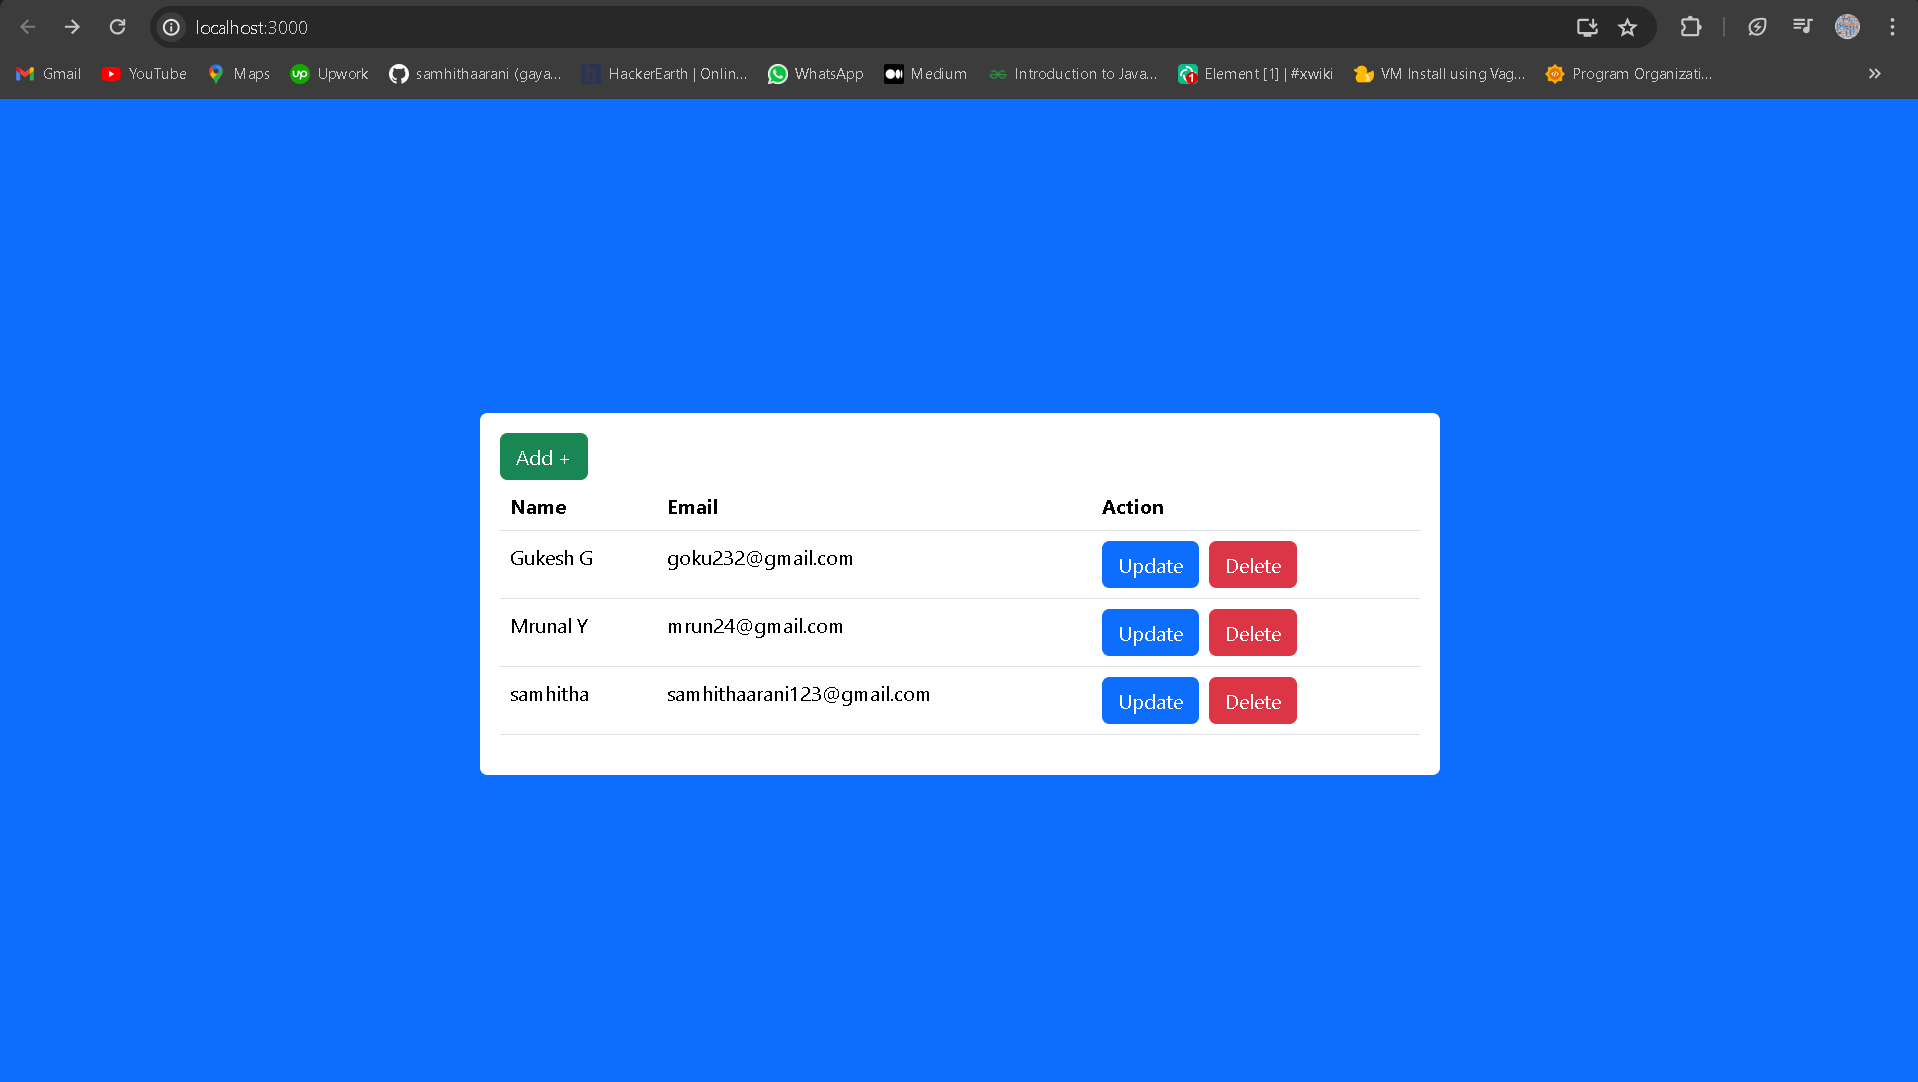 localhost:3000
Gmail YouTube Maps Upwork samhithaarani (gaya... HackerEarth | Onlin... WhatsApp Medium Introduction to Java... Element [1] | #xwiki VM Install using Vag... Program Organizati...
Add +
Name Email Action
Gukesh G goku232@gmail.com Update Delete
Mrunal Y mrun24@gmail.com Update Delete
samhitha samhithaarani123@gmail.com Update Delete